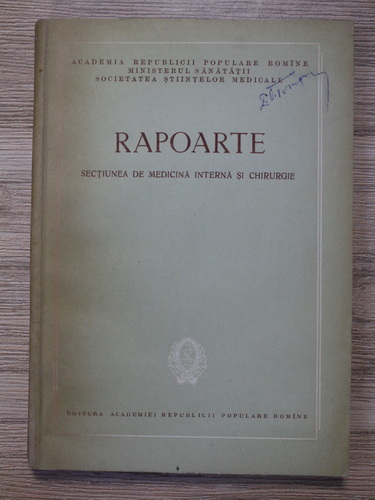 ACADEMIA REPUBLICII POPULARE ROMÎNE
MINISTERUL SĂNĂTĂȚII
SOCIETATEA ȘTIINȚELOR MEDICALE
RAPOARTE
SECȚIUNEA DE MEDICINĂ INTERNĂ ȘI CHIRURGIE
EDITURA ACADEMIEI REPUBLICII POPULARE ROMÎNE